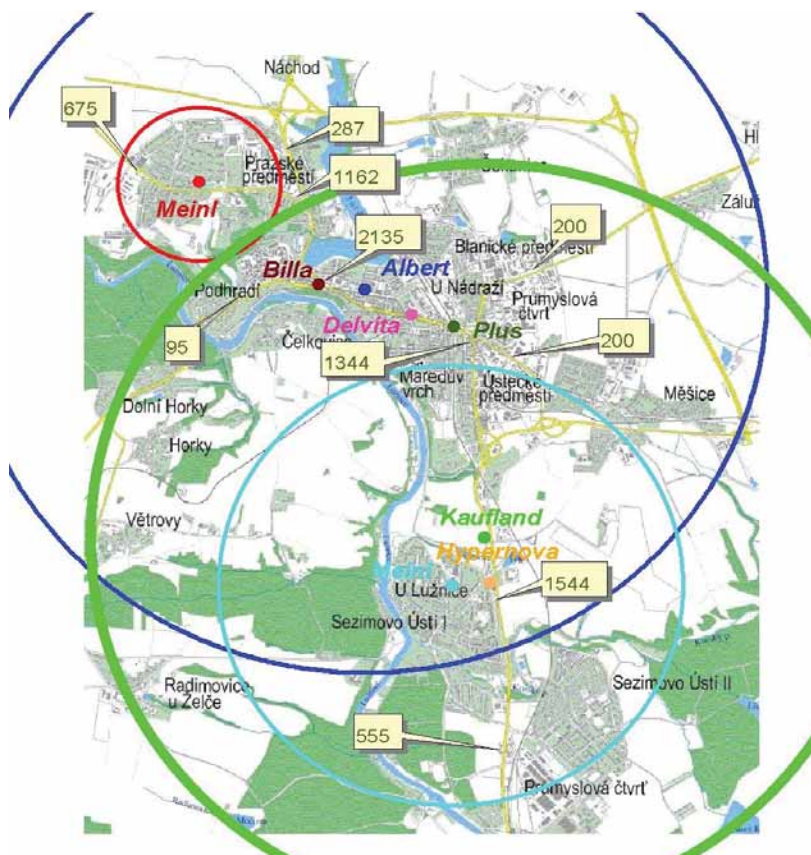 Náchod
675
287
Pražské
předměstí
1162
Meinl
Záluž
200
2135
Blanické předměstí
Billa
Albert
U Nádraží
Podhradí
Průmyslová
čtvrť
Delvita
Plus
95
Čelkovice
1344
200
Maredův
vrch
Ústecké
předměstí
Měšice
Dolní Horky
Horky
Kaufland
Větrovy
Hypernova
Meinl
U Lužnice
1544
Sezimovo Ústí I
Radimovice
u Želče
Sezimovo Ústí II
555
Průmyslová čtvrť